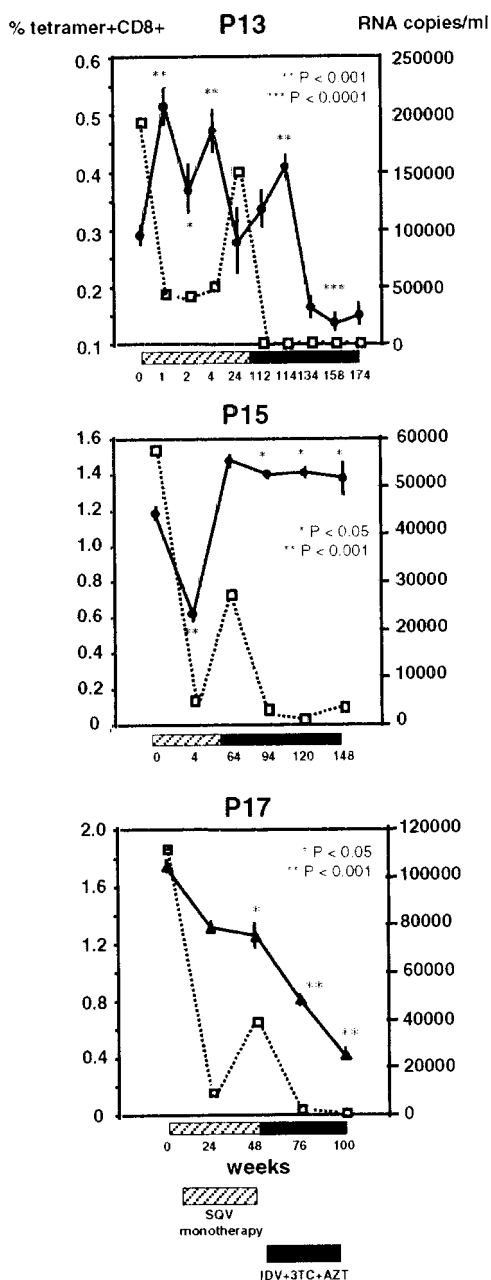 % tetramer+CD8+ P13 RNA copies/ml
0.6 250000
** P < 0.001
*** P < 0.0001
** ** **
0.5 200000
0.4 150000
*
0.3 100000
***
0.2 50000
0.1 0
0 1 2 4 24 112 114 134 158 174
P15
1.6 60000
* * *
1.4 50000
1.2
* P < 0.05
** P < 0.001
1.0 40000
0.8 30000
0.6
**
20000
0.4
0.2 10000
0 0
0 4 64 94 120 148
P17
2.0 120000
* P < 0.05
** P < 0.001
1.6 100000
80000
*
1.2
60000
0.8
**
40000
**
0.4 20000
0 0
0 24 48 76 100
weeks
SQV
monotherapy
IDV+3TC+AZT